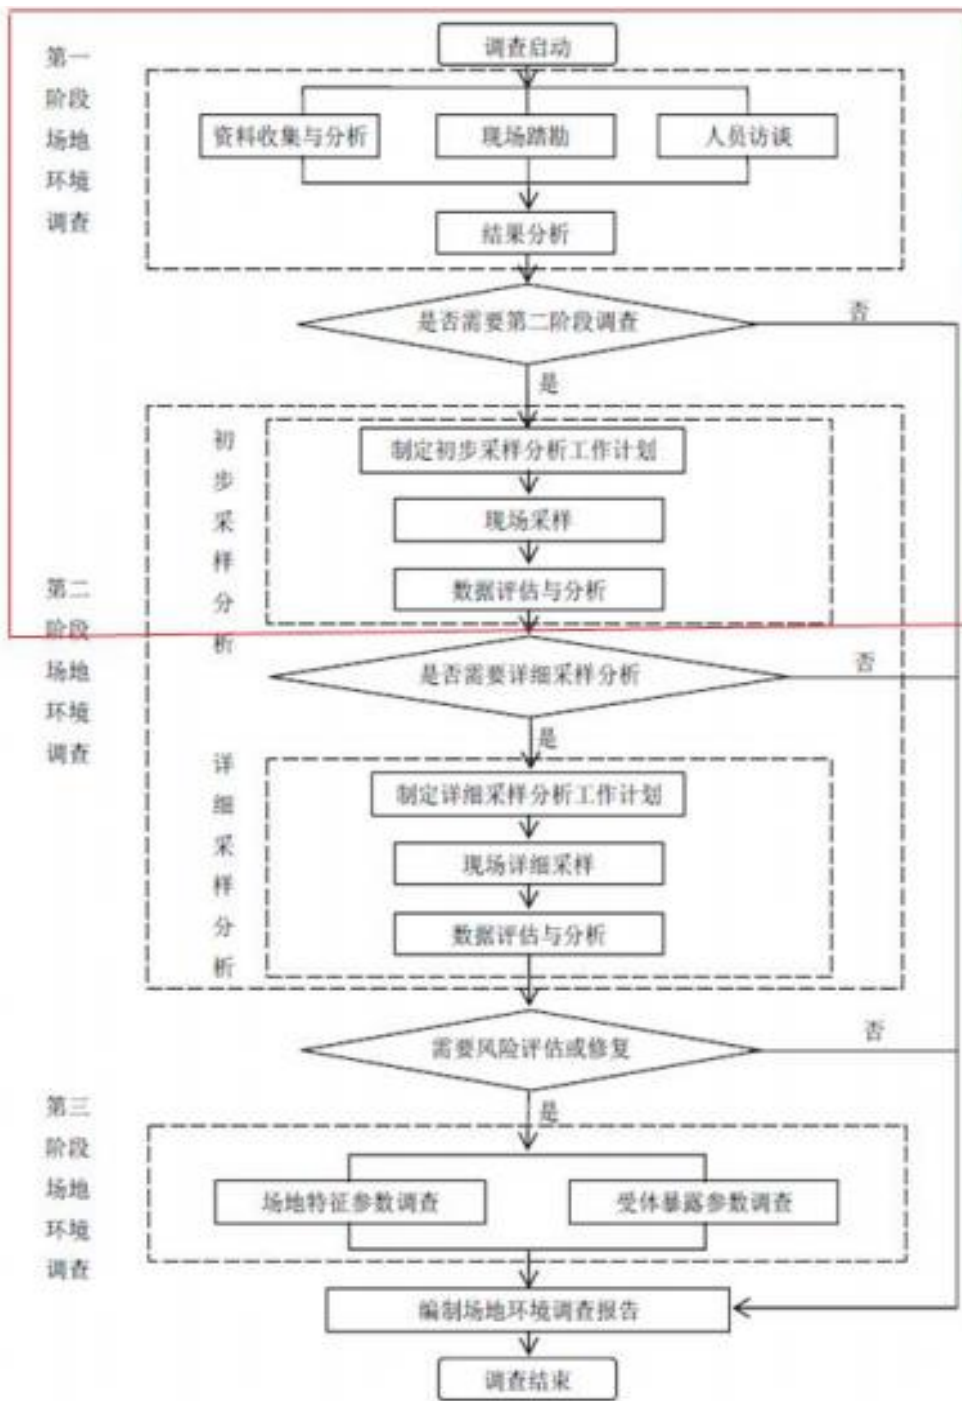 调查启动
第一
阶段
场地
环境
调查
资料收集与分析
现场踏勘
人员访谈
结果分析
是否需要第二阶段调查
否
是
初
步
采
样
分
析
制定初步采样分析工作计划
现场采样
数据评估与分析
第二
阶段
场地
环境
调查
是否需要详细采样分析
否
是
详
细
采
样
分
析
制定详细采样分析工作计划
现场详细采样
数据评估与分析
需要风险评估或修复
否
是
第三
阶段
场地
环境
调查
场地特征参数调查
受体暴露参数调查
编制场地环境调查报告
调查结束